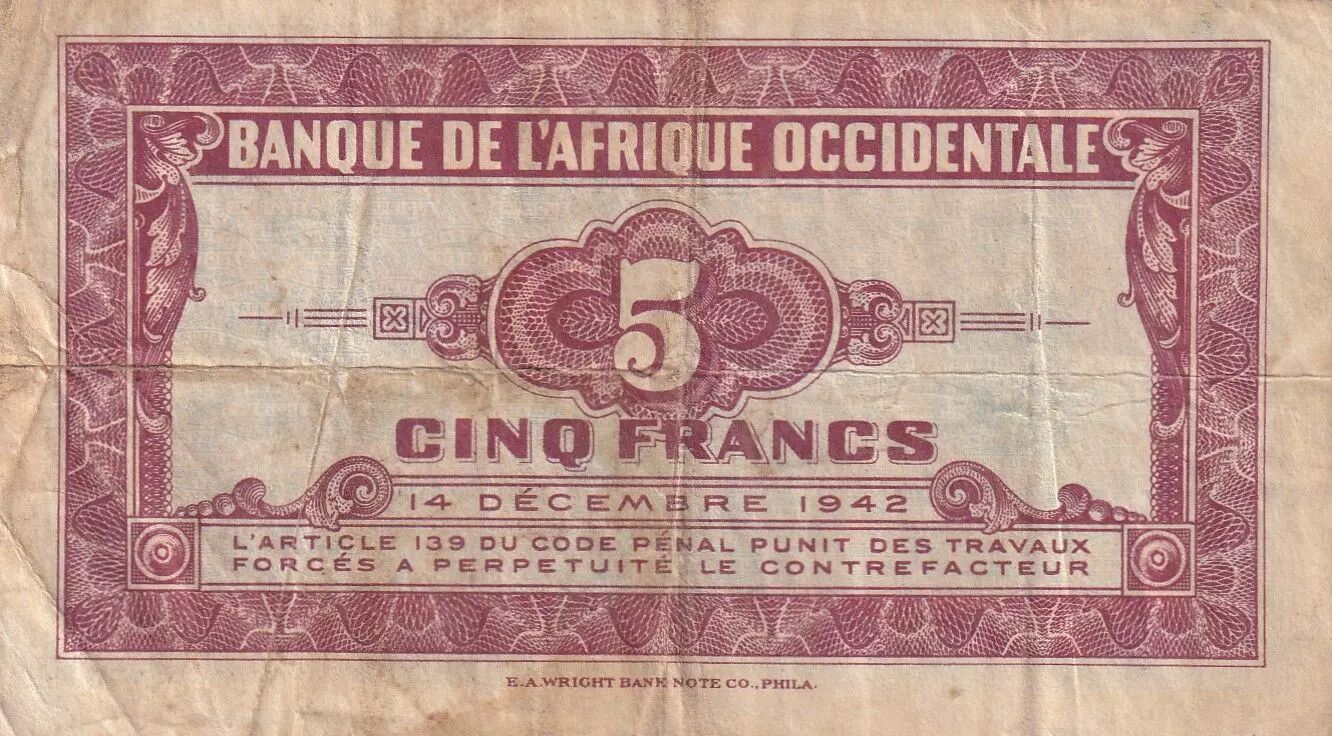 BANQUE DE L'AFRIQUE OCCIDENTALE
5
CINQ FRANCS
14 DÉCEMBRE 1942
L'ARTICLE 139 DU CODE PÉNAL PUNIT DES TRAVAUX
FORCÉS A PERPETUITÉ LE CONTREFACTEUR
E.A.WRIGHT BANK NOTE CO., PHILA.